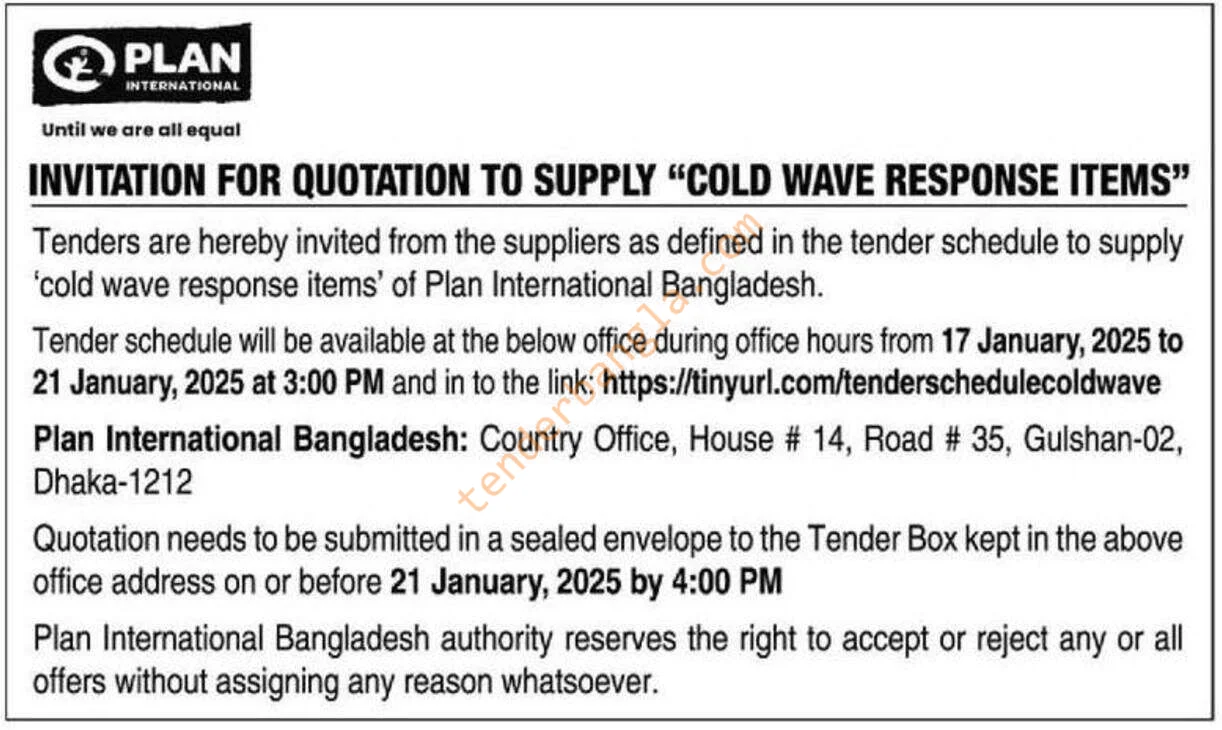 PLAN
INTERNATIONAL
Until we are all equal
INVITATION FOR QUOTATION TO SUPPLY “COLD WAVE RESPONSE ITEMS”
Tenders are hereby invited from the suppliers as defined in the tender schedule to supply
‘cold wave response items’ of Plan International Bangladesh.
Tender schedule will be available at the below office during office hours from 17 January, 2025 to
21 January, 2025 at 3:00 PM and in to the link: https://tinyurl.com/tenderschedulecoldwave
Plan International Bangladesh: Country Office, House # 14, Road # 35, Gulshan-02,
Dhaka-1212
Quotation needs to be submitted in a sealed envelope to the Tender Box kept in the above
office address on or before 21 January, 2025 by 4:00 PM
Plan International Bangladesh authority reserves the right to accept or reject any or all
offers without assigning any reason whatsoever.
tenderbangla.com